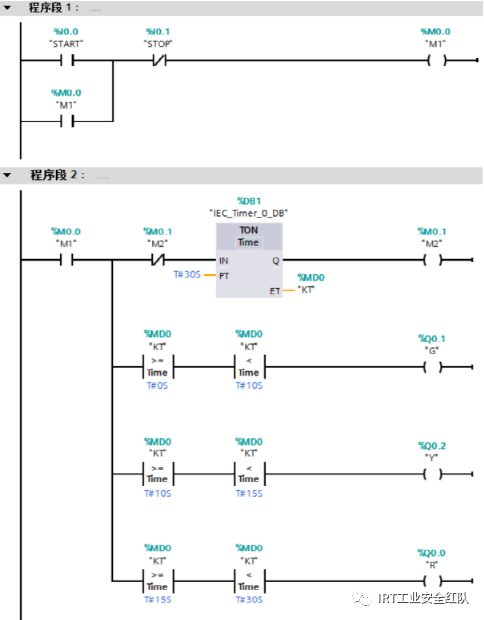 程序段 1：
%I0.0 %I0.1 %M0.0
"START" "STOP" "M1"
%M0.0
"M1"
程序段 2：
%DB1
"IEC_Timer_0_DB"
%M0.0 %M0.1 TON %M0.1
"M1" "M2" Time "M2"
IN Q
T#30S PT %MD0
ET "KT"
%MD0 %MD0 %Q0.1
"KT" "KT" "G"
>= <
Time Time
T#0S T#10S
%MD0 %MD0 %Q0.2
"KT" "KT" "Y"
>= <
Time Time
T#10S T#15S
%MD0 %MD0 %Q0.0
"KT" "KT" "R"
>= <
Time Time
T#15S T#30S
IRT工业安全红队